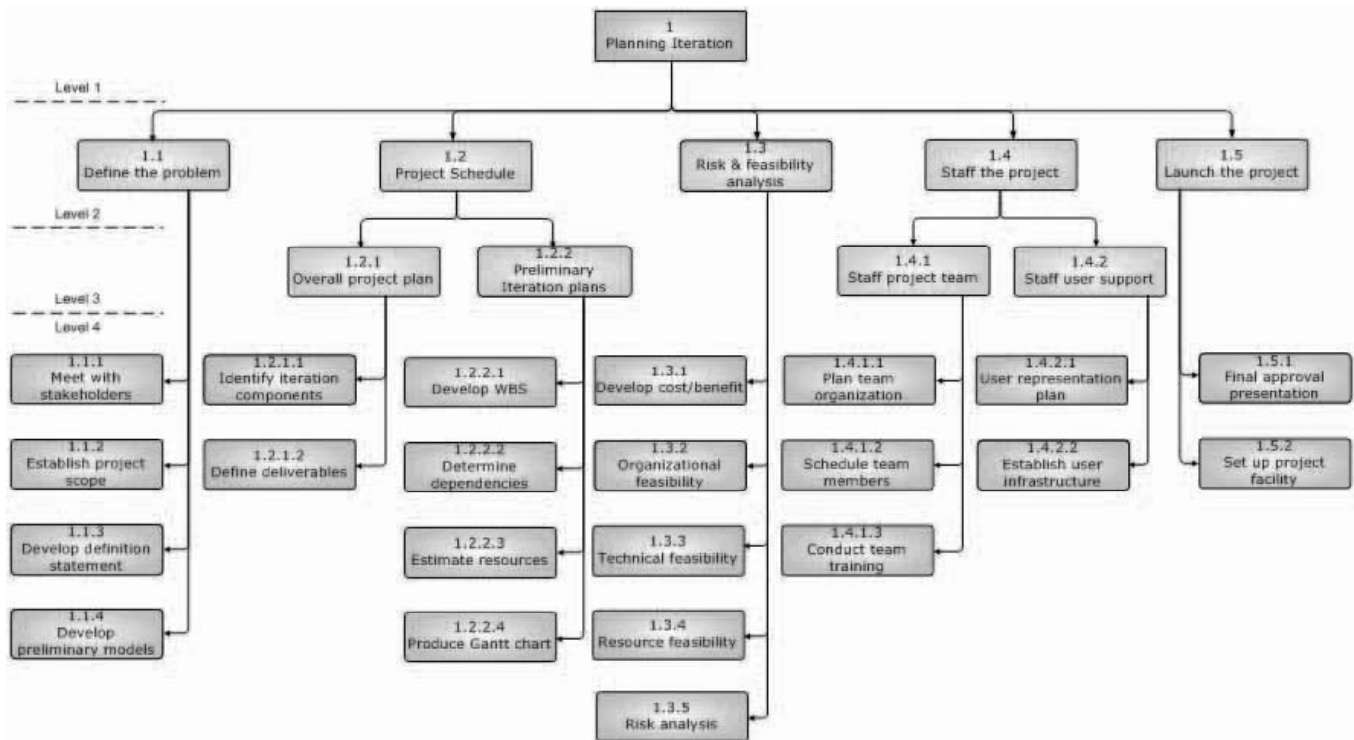 1
Planning Iteration
Level 1
1.1
Define the problem
1.2
Project Schedule
1.3
Risk & feasibility
analysis
1.4
Staff the project
1.5
Launch the project
Level 2
1.2.1
Overall project plan
1.2.2
Preliminary
Iteration plans
1.4.1
Staff project team
1.4.2
Staff user support
Level 3
Level 4
1.1.1
Meet with
stakeholders
1.2.1.1
Identify iteration
components
1.2.2.1
Develop WBS
1.3.1
Develop cost/benefit
1.4.1.1
Plan team
organization
1.4.2.1
User representation
plan
1.5.1
Final approval
presentation
1.1.2
Establish project
scope
1.2.1.2
Define deliverables
1.2.2.2
Determine
dependencies
1.3.2
Organizational
feasibility
1.4.1.2
Schedule team
members
1.4.2.2
Establish user
infrastructure
1.5.2
Set up project
facility
1.1.3
Develop definition
statement
1.2.2.3
Estimate resources
1.3.3
Technical feasibility
1.4.1.3
Conduct team
training
1.1.4
Develop
preliminary models
1.2.2.4
Produce Gantt chart
1.3.4
Resource feasibility
1.3.5
Risk analysis